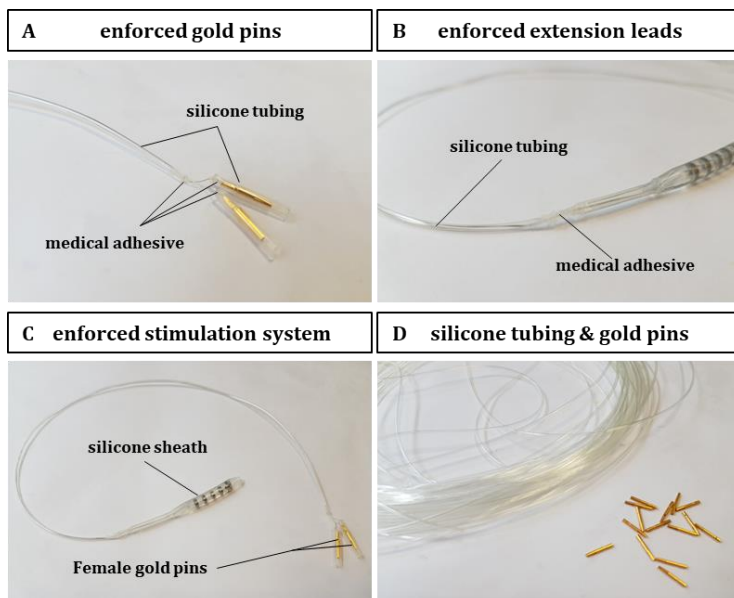 A enforced gold pins
B enforced extension leads
silicone tubing
medical adhesive
silicone tubing
medical adhesive
C enforced stimulation system
D silicone tubing & gold pins
silicone sheath
Female gold pins